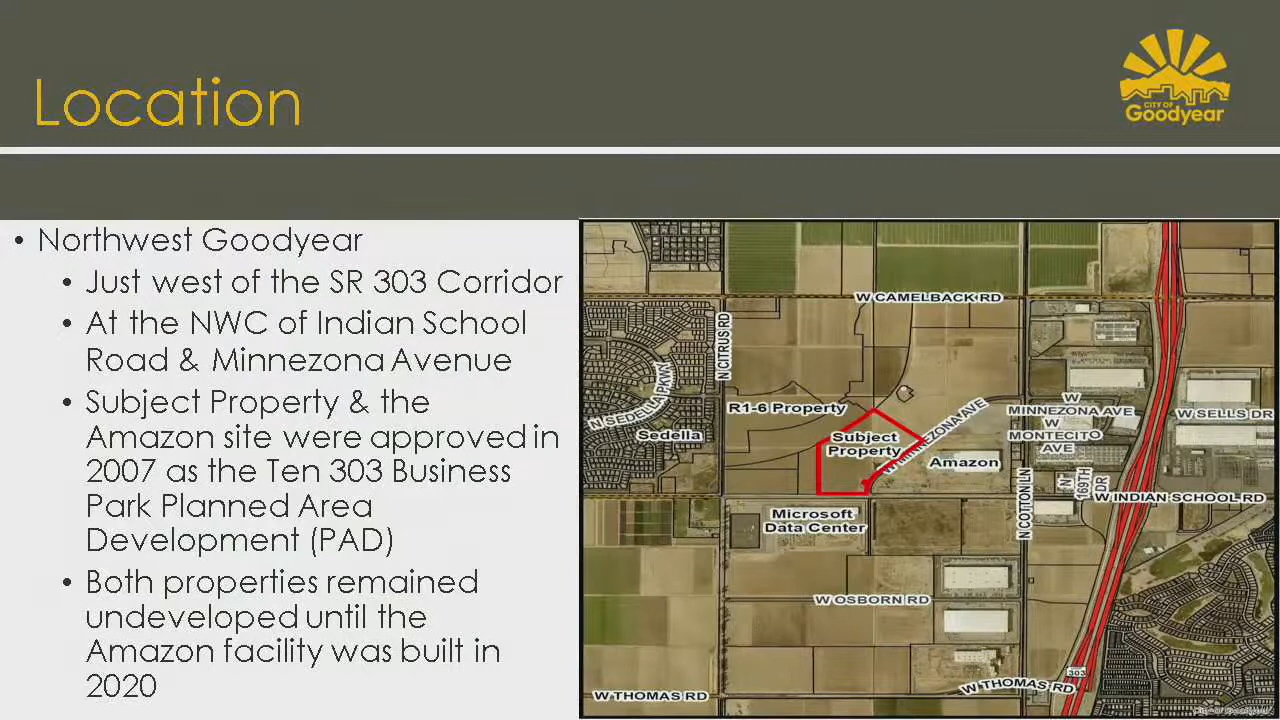 Location
CITY OF
Goodyear
• Northwest Goodyear
• Just west of the SR 303 Corridor
• At the NWC of Indian School
Road & Minnezona Avenue
• Subject Property & the
Amazon site were approved in
2007 as the Ten 303 Business
Park Planned Area
Development (PAD)
• Both properties remained
undeveloped until the
Amazon facility was built in
2020
W CAMELBACK RD
N CITRUS RD
N SEDELLA PKWY
R1-6 Property
Sedella
Subject
Property
W MINNEZONA AVE
Amazon
W
MINNEZONA AVE
W
MONTECITO
AVE
W SELLS DR
N
169TH
DR
N COTTON LN
W INDIAN SCHOOL RD
Microsoft
Data Center
W OSBORN RD
303
W THOMAS RD
W THOMAS RD